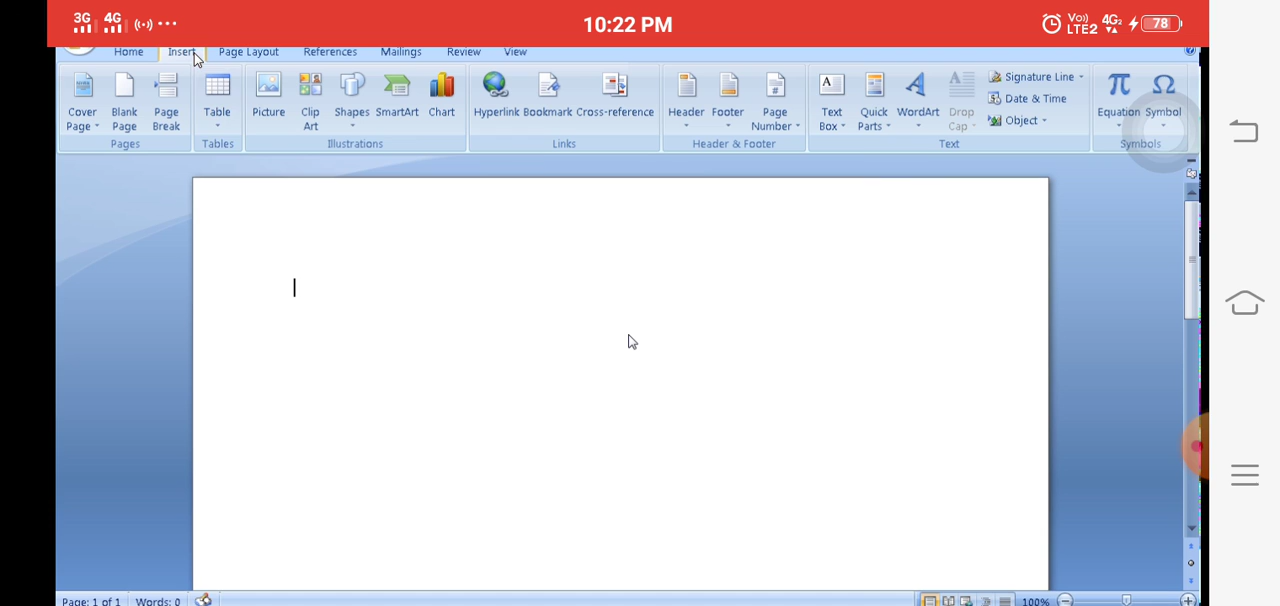 3G 4G 10:22 PM Vo) LTE2 4G2 78
Home Insert Page Layout References Mailings Review View
Cover Page Blank Page Page Break Table Picture Clip Art Shapes SmartArt Chart Hyperlink Bookmark Cross-reference Header Footer Page Number Text Box Quick Parts WordArt Drop Cap Signature Line Date & Time Object Equation Symbol
Pages Tables Illustrations Links Header & Footer Text Symbols
Page: 1 of 1 Words: 0 100%